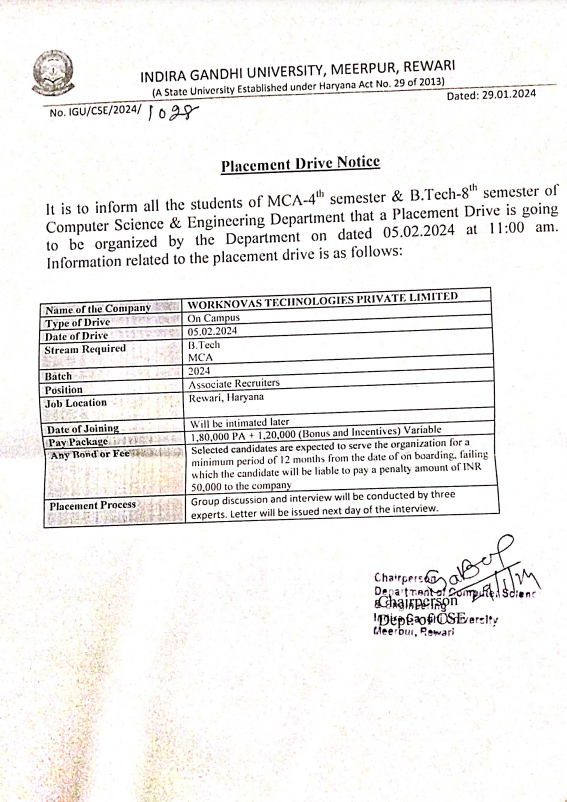 INDIRA GANDHI UNIVERSITY, MEERPUR, REWARI
(A State University Established under Haryana Act No. 29 of 2013)
No. IGU/CSE/2024/ 1028
Dated: 29.01.2024
Placement Drive Notice
It is to inform all the students of MCA-4th semester & B.Tech-8th semester of
Computer Science & Engineering Department that a Placement Drive is going
to be organized by the Department on dated 05.02.2024 at 11:00 am.
Information related to the placement drive is as follows:
Name of the Company WORKNOVAS TECHNOLOGIES PRIVATE LIMITED
Type of Drive On Campus
Date of Drive 05.02.2024
Stream Required B.Tech
MCA
Batch 2024
Position Associate Recruiters
Job Location Rewari, Haryana
Date of Joining Will be intimated later
Pay Package 1,80,000 PA + 1,20,000 (Bonus and Incentives) Variable
Any Bond or Fee Selected candidates are expected to serve the organization for a
minimum period of 12 months from the date of on boarding, failing
which the candidate will be liable to pay a penalty amount of INR
50,000 to the company
Placement Process Group discussion and interview will be conducted by three
experts. Letter will be issued next day of the interview.
Chairperson
29/1/24
Department of Computer Scienc
& Engineering
Chairperson
Indira Gandhi University
Dept. of CSE
Meerpur, Rewari